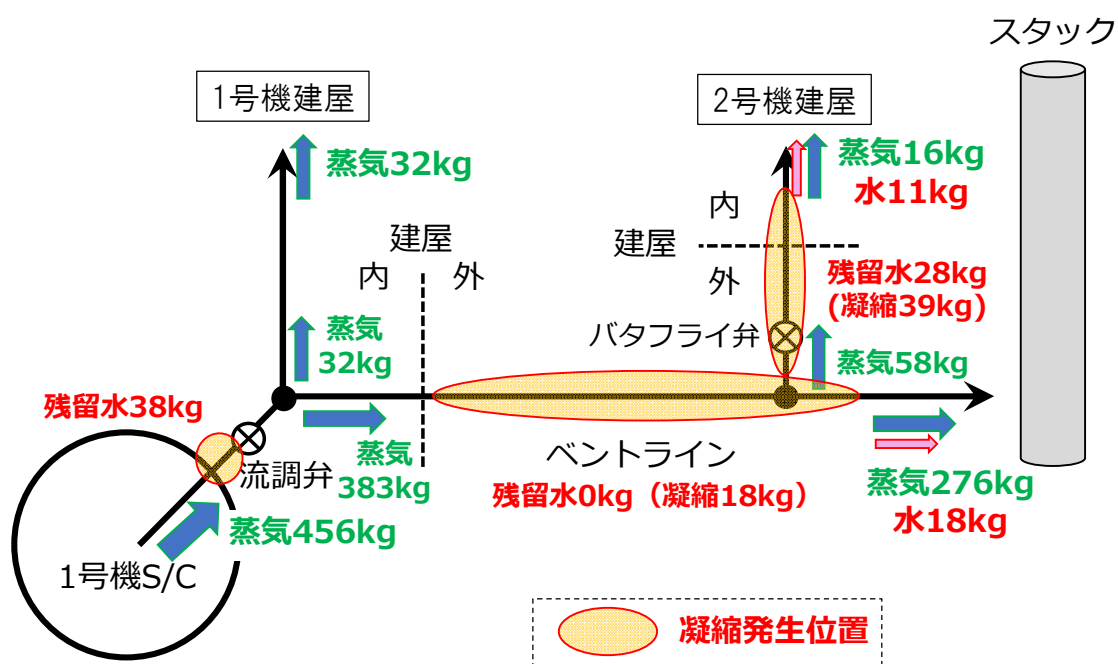 スタック
1号機建屋
2号機建屋
蒸気32kg
蒸気16kg
水11kg
建屋
内 外
内
建屋
外
残留水28kg
(凝縮39kg)
バタフライ弁
蒸気
32kg
蒸気58kg
残留水38kg
流調弁
蒸気
383kg
ベントライン
残留水0kg（凝縮18kg）
蒸気276kg
水18kg
蒸気456kg
1号機S/C
凝縮発生位置